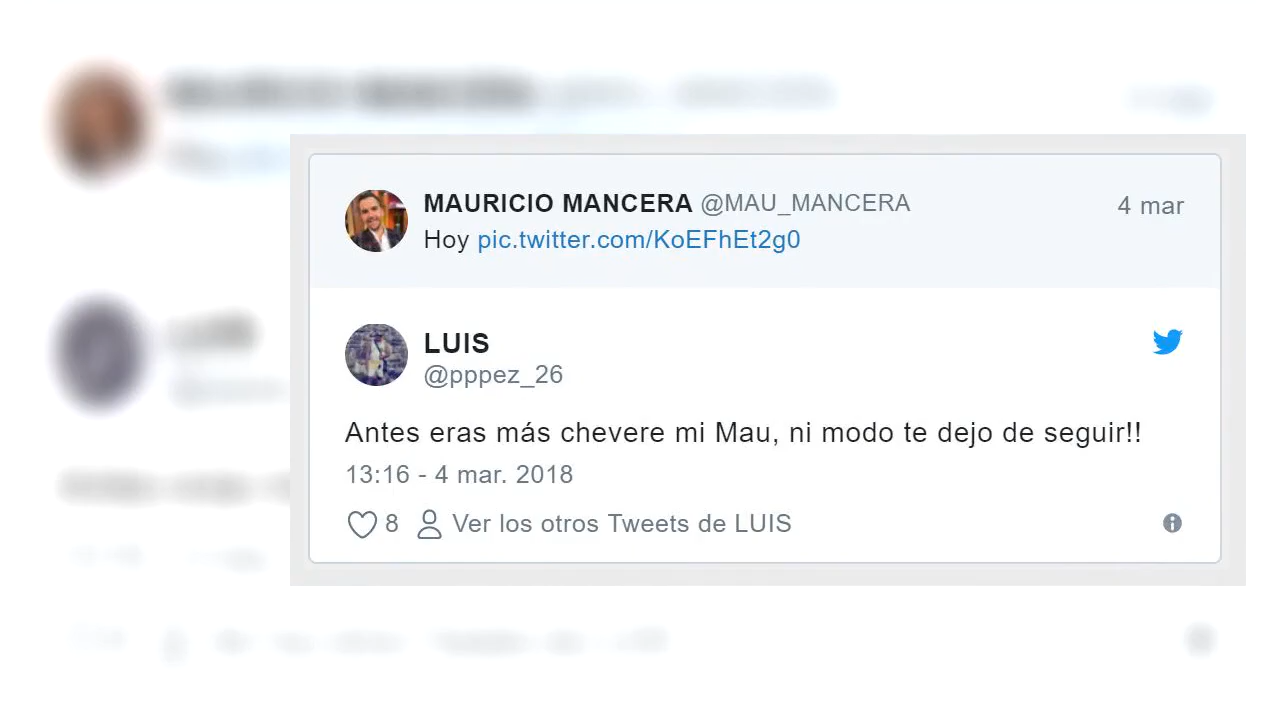 MAURICIO MANCERA @MAU_MANCERA 4 mar
Hoy pic.twitter.com/KoEFhEt2g0
LUIS
@pppez_26
Antes eras más chevere mi Mau, ni modo te dejo de seguir!!
13:16 - 4 mar. 2018
8 Ver los otros Tweets de LUIS